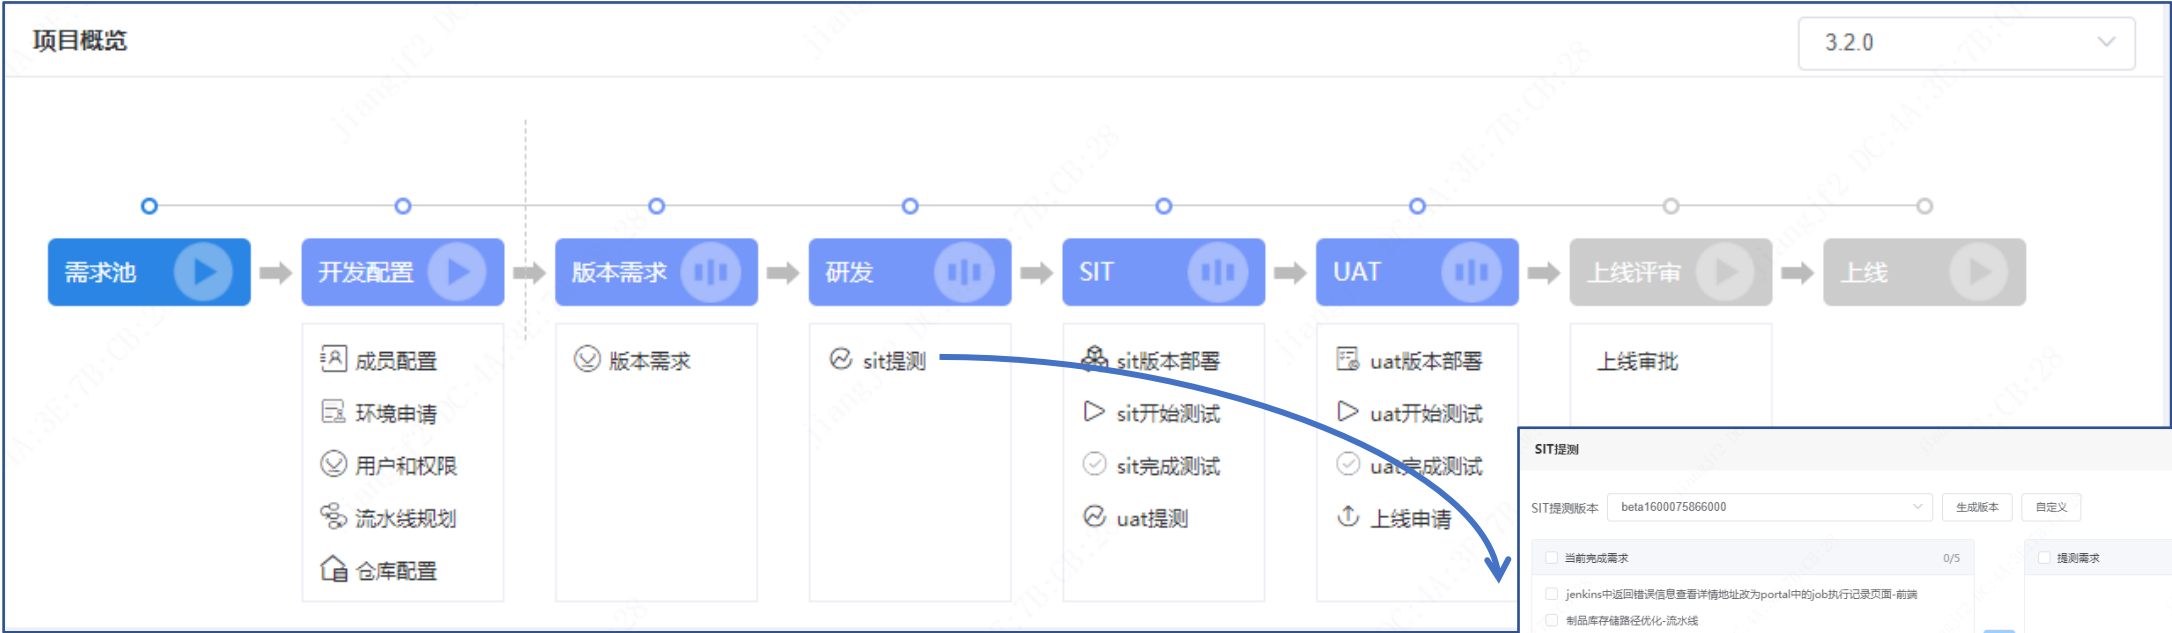 项目概览
3.2.0
需求池
开发配置
版本需求
研发
SIT
UAT
上线评审
上线
成员配置
环境申请
用户和权限
流水线规划
仓库配置
版本需求
sit提测
sit版本部署
sit开始测试
sit完成测试
uat提测
uat版本部署
uat开始测试
uat完成测试
上线申请
上线审批
SIT提测
SIT提测版本
beta1600075866000
生成版本
自定义
当前完成需求
0/5
提测需求
jenkins中返回错误信息查看详情地址改为portal中的job执行记录页面-前端
制品库存储路径优化-流水线